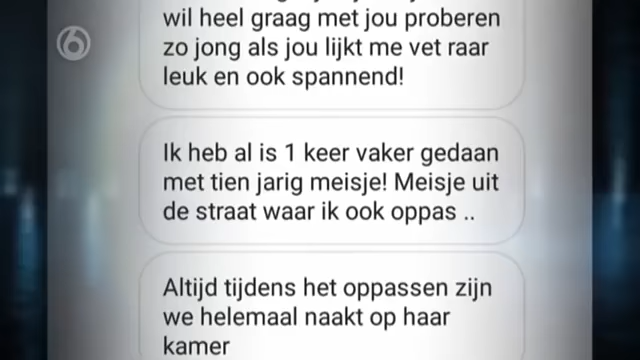 6
wil heel graag met jou proberen
zo jong als jou lijkt me vet raar
leuk en ook spannend!
Ik heb al is 1 keer vaker gedaan
met tien jarig meisje! Meisje uit
de straat waar ik ook oppas ..
Altijd tijdens het oppassen zijn
we helemaal naakt op haar
kamer